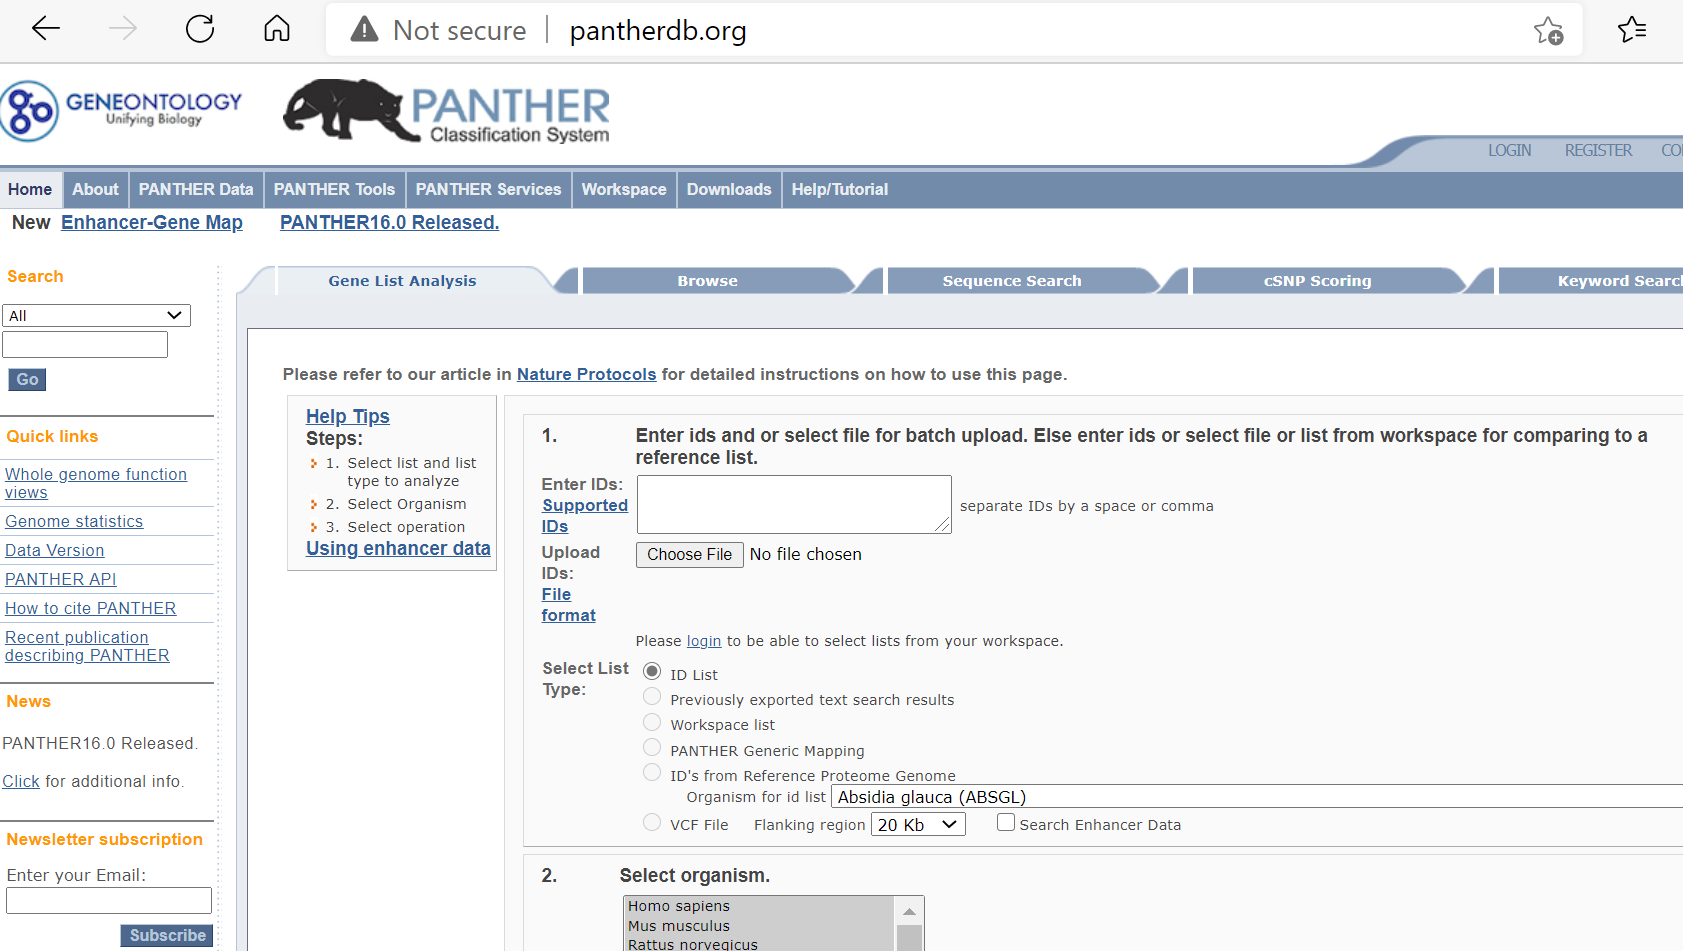 Not secure | pantherdb.org
go GENEONTOLOGY
Unifying Biology
PANTHER
Classification System
LOGIN REGISTER CO
Home About PANTHER Data PANTHER Tools PANTHER Services Workspace Downloads Help/Tutorial
New Enhancer-Gene Map PANTHER16.0 Released.
Search
All
Go
Quick links
Whole genome function
views
Genome statistics
Data Version
PANTHER API
How to cite PANTHER
Recent publication
describing PANTHER
News
PANTHER16.0 Released.
Click for additional info.
Newsletter subscription
Enter your Email:
Subscribe
Gene List Analysis Browse Sequence Search cSNP Scoring Keyword Search
Please refer to our article in Nature Protocols for detailed instructions on how to use this page.
Help Tips
Steps:
1. Select list and list
type to analyze
2. Select Organism
3. Select operation
Using enhancer data
1. Enter ids and or select file for batch upload. Else enter ids or select file or list from workspace for comparing to a
reference list.
Enter IDs:
Supported
IDs
separate IDs by a space or comma
Upload
IDs:
File
format
Choose File No file chosen
Please login to be able to select lists from your workspace.
Select List
Type:
ID List
Previously exported text search results
Workspace list
PANTHER Generic Mapping
ID's from Reference Proteome Genome
Organism for id list Absidia glauca (ABSGL)
VCF File Flanking region 20 Kb Search Enhancer Data
2. Select organism.
Homo sapiens
Mus musculus
Rattus norvegicus